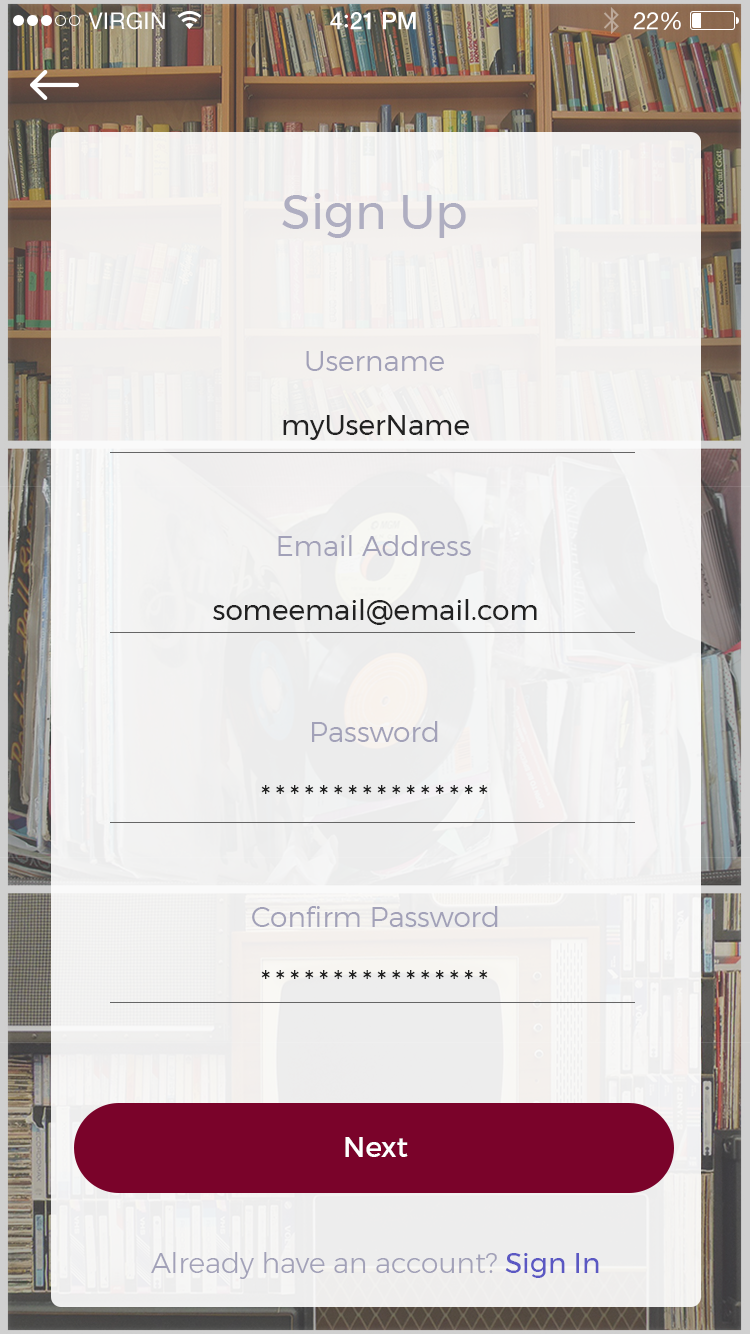 VIRGIN 4:21 PM 22%
Sign Up
Username
myUserName
Email Address
someemail@email.com
Password
****************
Confirm Password
****************
Next
Already have an account? Sign In